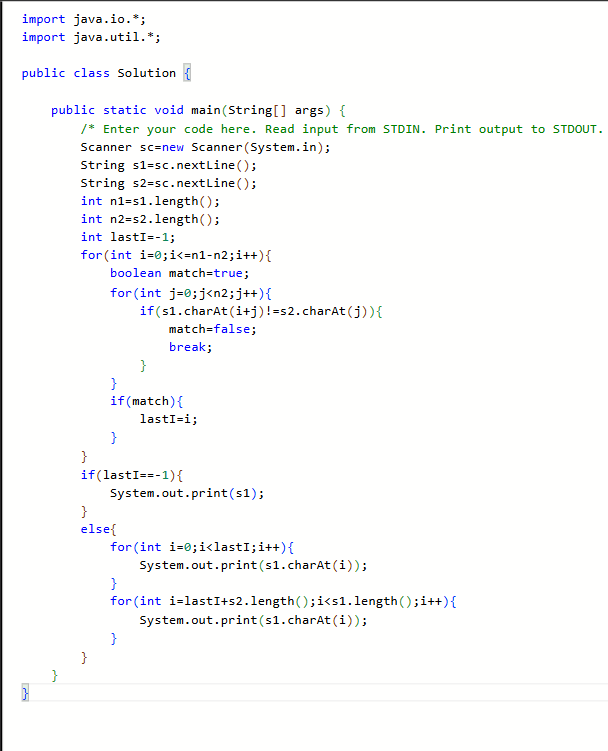 import java.io.*;
import java.util.*;
public class Solution {
public static void main(String[] args) {
/* Enter your code here. Read input from STDIN. Print output to STDOUT.
Scanner sc=new Scanner(System.in);
String s1=sc.nextLine();
String s2=sc.nextLine();
int n1=s1.length();
int n2=s2.length();
int lastI=-1;
for(int i=0;i<=n1-n2;i++){
boolean match=true;
for(int j=0;j<n2;j++){
if(s1.charAt(i+j)!=s2.charAt(j)){
match=false;
break;
}
}
if(match){
lastI=i;
}
}
if(lastI==-1){
System.out.print(s1);
}
else{
for(int i=0;i<lastI;i++){
System.out.print(s1.charAt(i));
}
for(int i=lastI+s2.length();i<s1.length();i++){
System.out.print(s1.charAt(i));
}
}
}
}